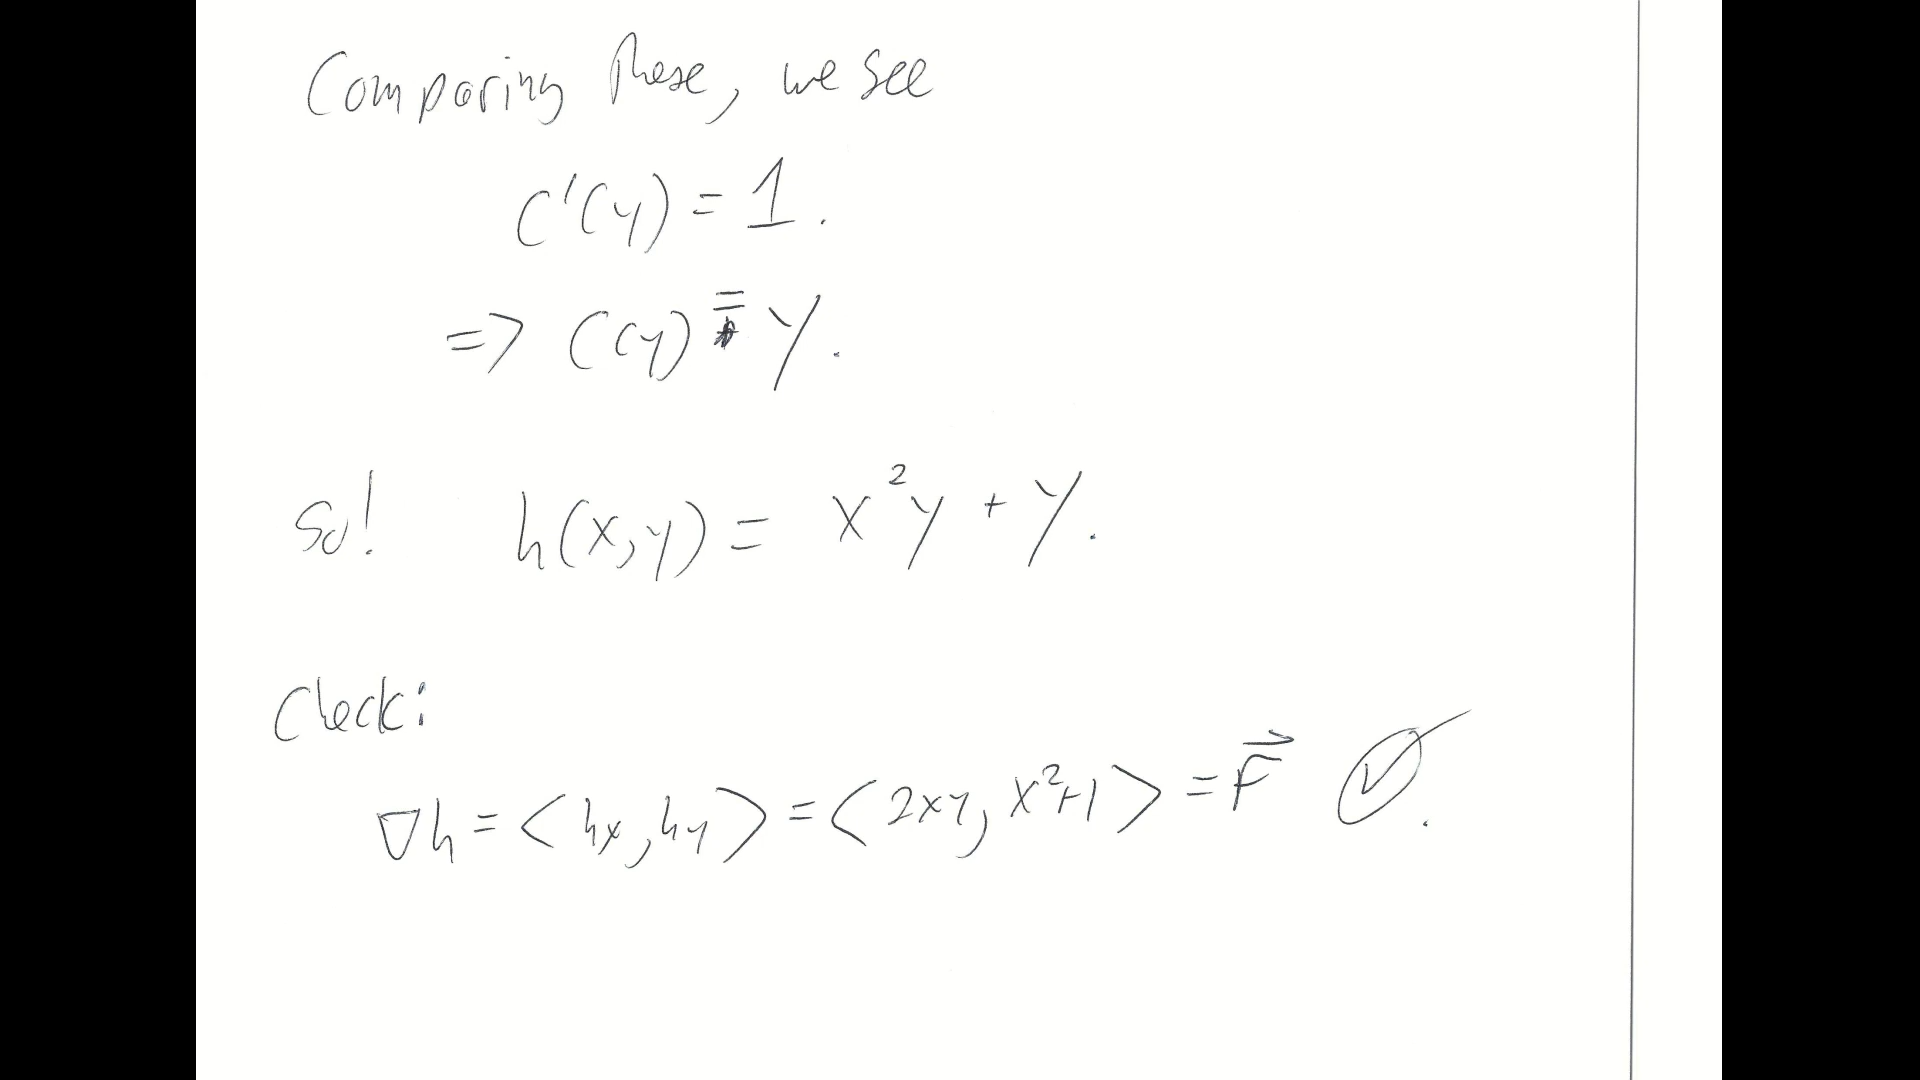 Comparing these, we see
C'(y) = 1.
=> C(y) = y.
So! h(x,y) = x²y + y.
Check:
∇h = <hx, hy> = <2xy, x²+1> = F⃗ ✓.